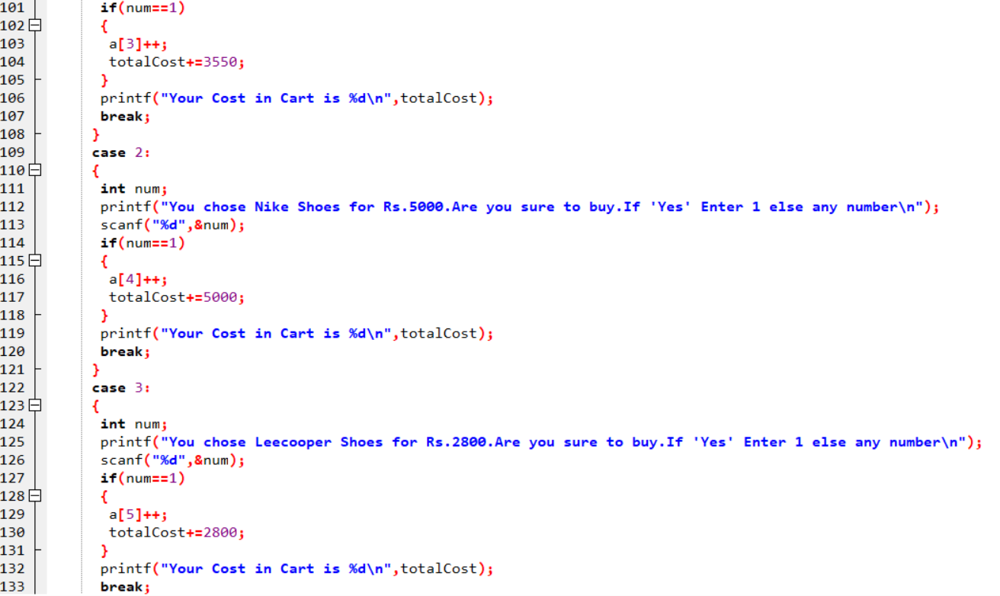 101 if(num==1)
102 {
103 a[3]++;
104 totalCost+=3550;
105 }
106 printf("Your Cost in Cart is %d\n",totalCost);
107 break;
108 }
109 case 2:
110 {
111 int num;
112 printf("You chose Nike Shoes for Rs.5000.Are you sure to buy.If 'Yes' Enter 1 else any number\n");
113 scanf("%d",&num);
114 if(num==1)
115 {
116 a[4]++;
117 totalCost+=5000;
118 }
119 printf("Your Cost in Cart is %d\n",totalCost);
120 break;
121 }
122 case 3:
123 {
124 int num;
125 printf("You chose Leecooper Shoes for Rs.2800.Are you sure to buy.If 'Yes' Enter 1 else any number\n");
126 scanf("%d",&num);
127 if(num==1)
128 {
129 a[5]++;
130 totalCost+=2800;
131 }
132 printf("Your Cost in Cart is %d\n",totalCost);
133 break;